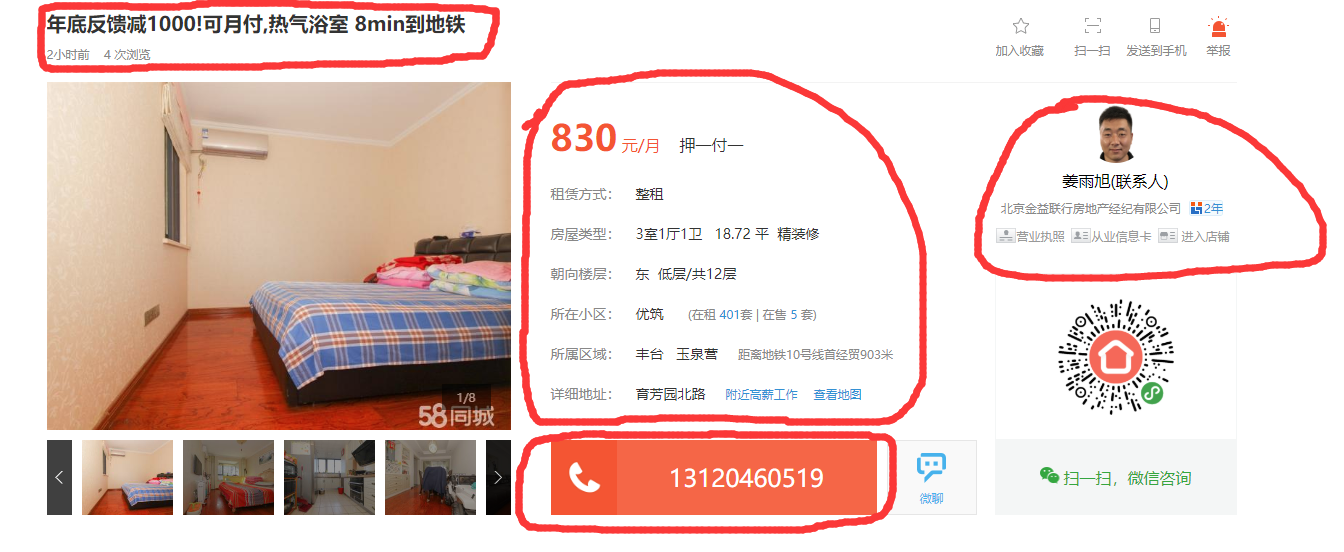 年底反馈减1000!可月付,热气浴室 8min到地铁
2小时前 4 次浏览
加入收藏 扫一扫 发送到手机 举报
830 元/月 押一付一
租赁方式： 整租
房屋类型： 3室1厅1卫 18.72 平 精装修
朝向楼层： 东 低层/共12层
所在小区： 优筑 (在租 401套 | 在售 5 套)
所属区域： 丰台 玉泉营 距离地铁10号线首经贸903米
详细地址： 育芳园北路 附近高薪工作 查看地图
1/8
58同城
13120460519
微聊
姜雨旭(联系人)
北京金益联行房地产经纪有限公司 2年
营业执照 从业信息卡 进入店铺
扫一扫，微信咨询